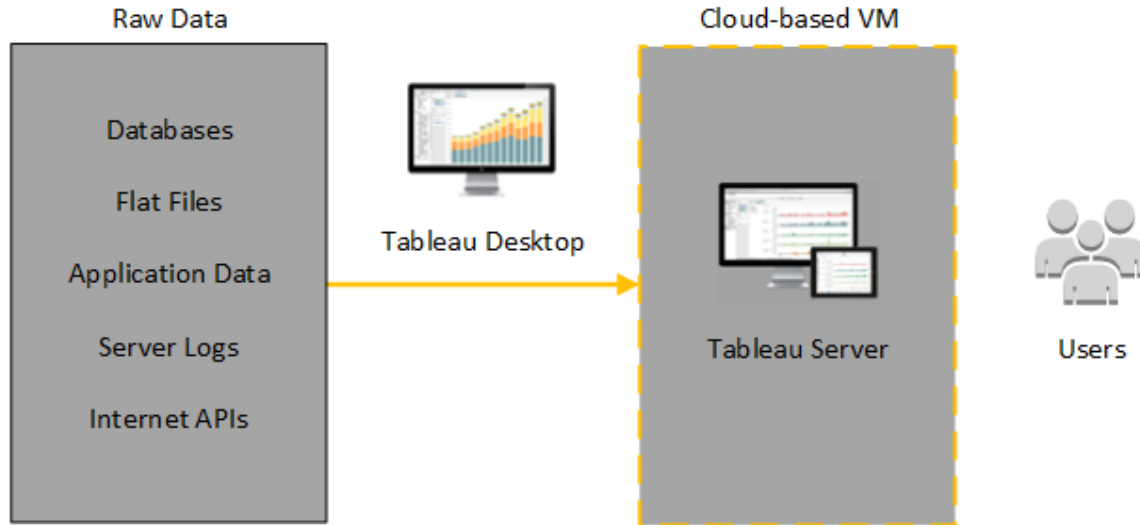 Raw Data
Databases
Flat Files
Application Data
Server Logs
Internet APIs
Tableau Desktop
Cloud-based VM
Tableau Server
Users